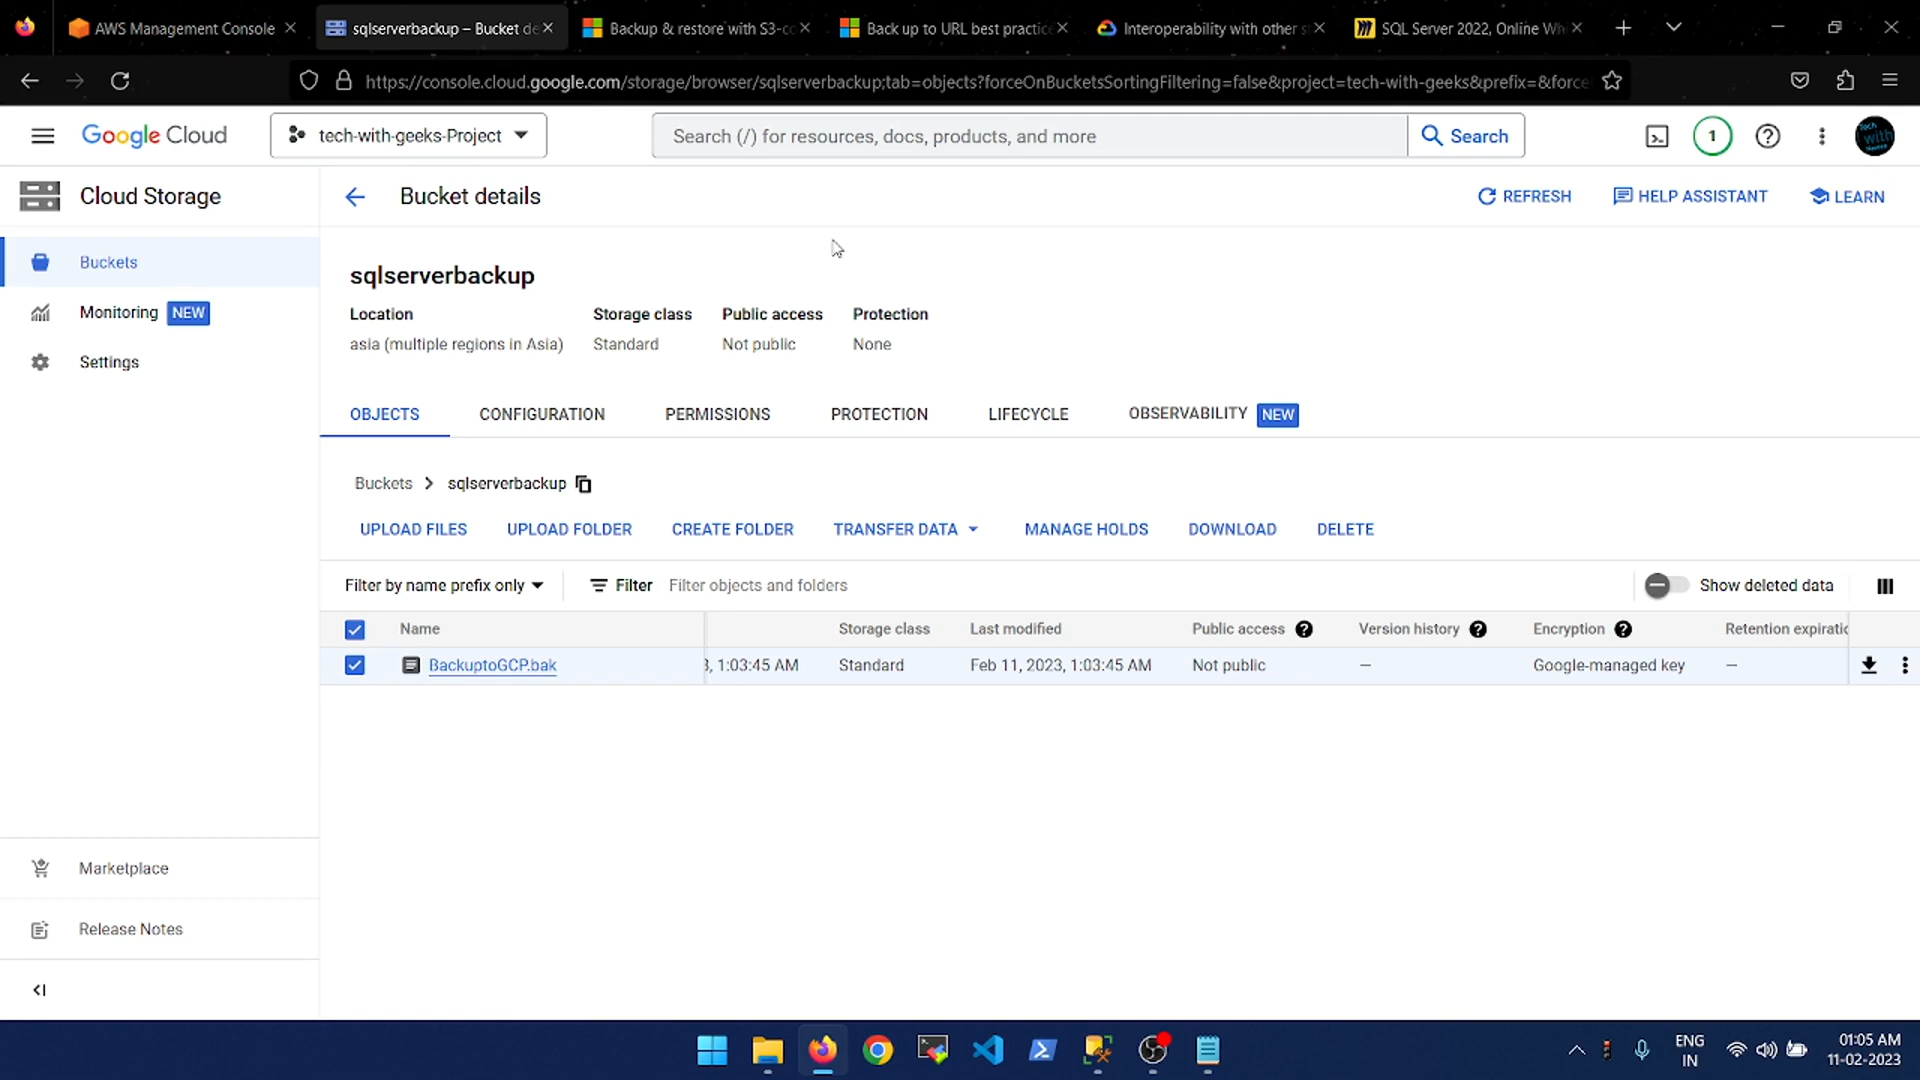 AWS Management Console
sqlserverbackup – Bucket de
Backup & restore with S3-co
Back up to URL best practice
Interoperability with other s
SQL Server 2022, Online Wh
https://console.cloud.google.com/storage/browser/sqlserverbackup;tab=objects?forceOnBucketsSortingFiltering=false&project=tech-with-geeks&prefix=&force
Google Cloud
tech-with-geeks-Project
Search (/) for resources, docs, products, and more
Search
1
Cloud Storage
Bucket details
REFRESH
HELP ASSISTANT
LEARN
Buckets
Monitoring NEW
Settings
sqlserverbackup
Location Storage class Public access Protection
asia (multiple regions in Asia) Standard Not public None
OBJECTS CONFIGURATION PERMISSIONS PROTECTION LIFECYCLE OBSERVABILITY NEW
Buckets > sqlserverbackup
UPLOAD FILES UPLOAD FOLDER CREATE FOLDER TRANSFER DATA MANAGE HOLDS DOWNLOAD DELETE
Filter by name prefix only Filter Filter objects and folders Show deleted data
Name Storage class Last modified Public access Version history Encryption Retention expiratio
BackuptoGCP.bak 3, 1:03:45 AM Standard Feb 11, 2023, 1:03:45 AM Not public — Google-managed key —
Marketplace
Release Notes
ENG
IN
01:05 AM
11-02-2023